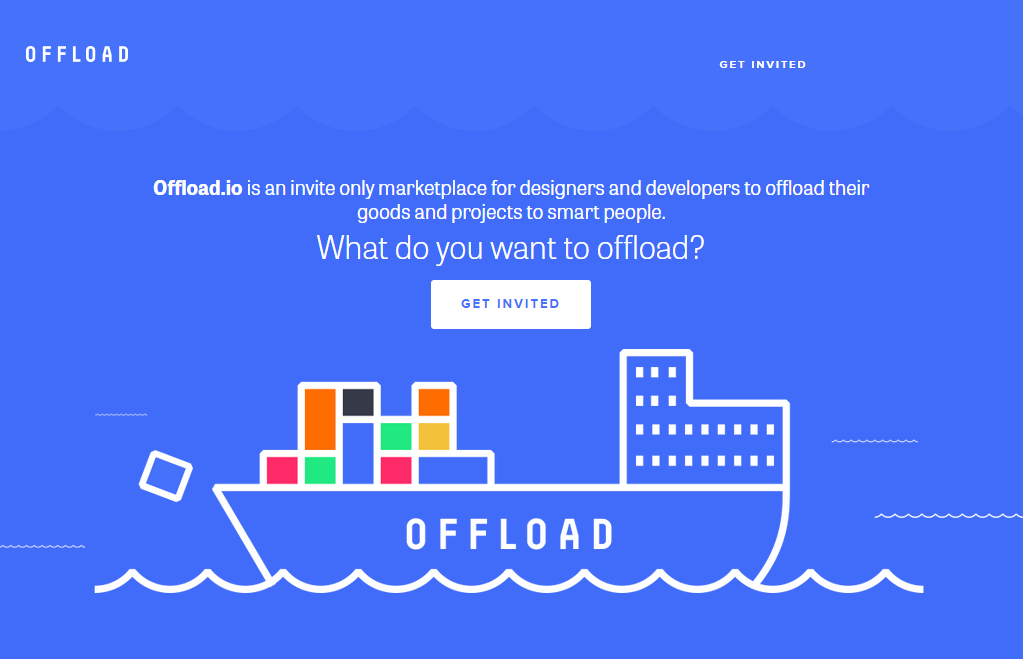 OFFLOAD
GET INVITED
Offload.io is an invite only marketplace for designers and developers to offload their
goods and projects to smart people.
What do you want to offload?
GET INVITED
OFFLOAD